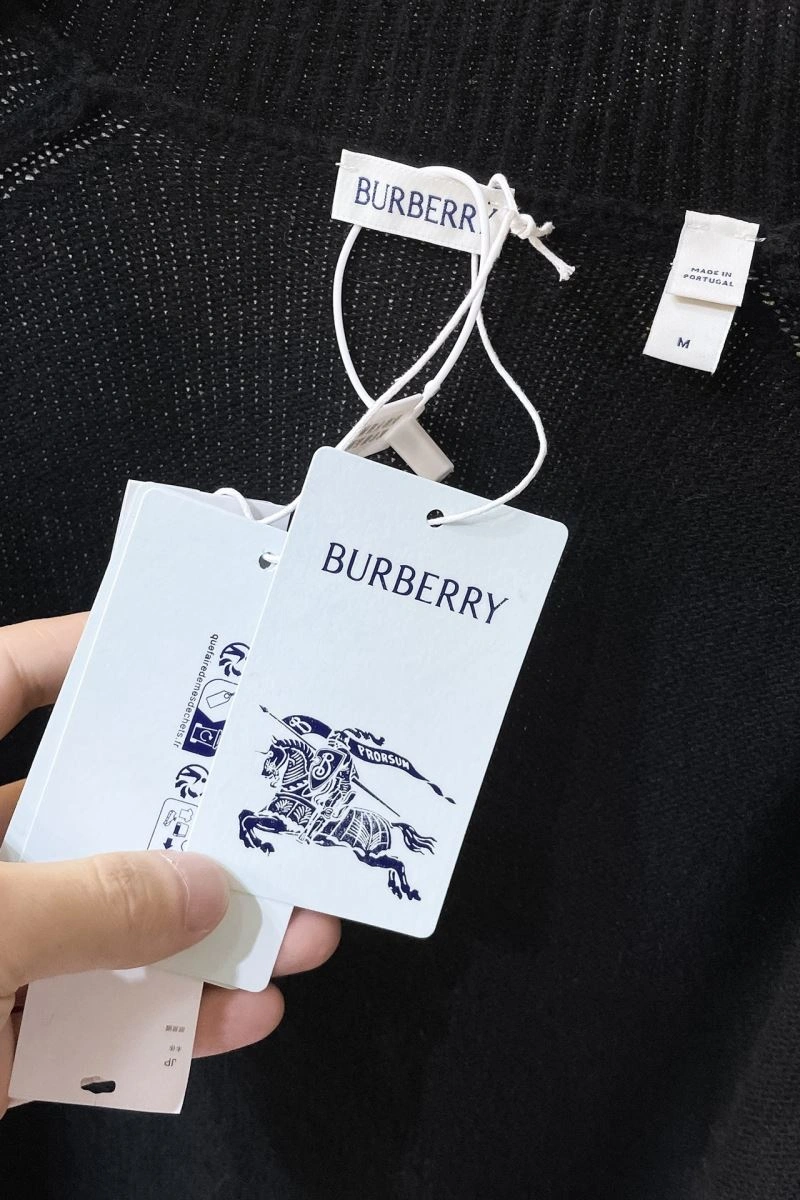 BURBERRY
MADE IN
PORTUGAL
M
BURBERRY
PRORSUM
quefairedemesdechets.fr
JP